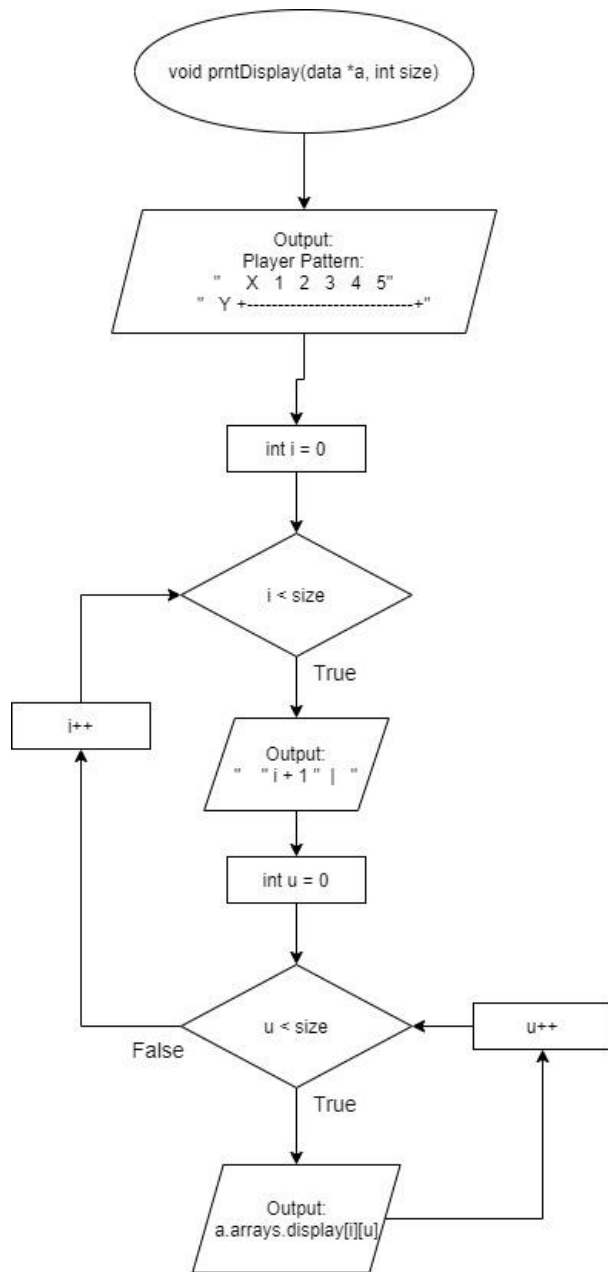 void prntDisplay(data *a, int size)
Output:
Player Pattern:
" X 1 2 3 4 5"
" Y +----------------------------+"
int i = 0
i < size
True
i++
Output:
" " i + 1 " | "
int u = 0
u < size
u++
False
True
Output:
a.arrays.display[i][u]